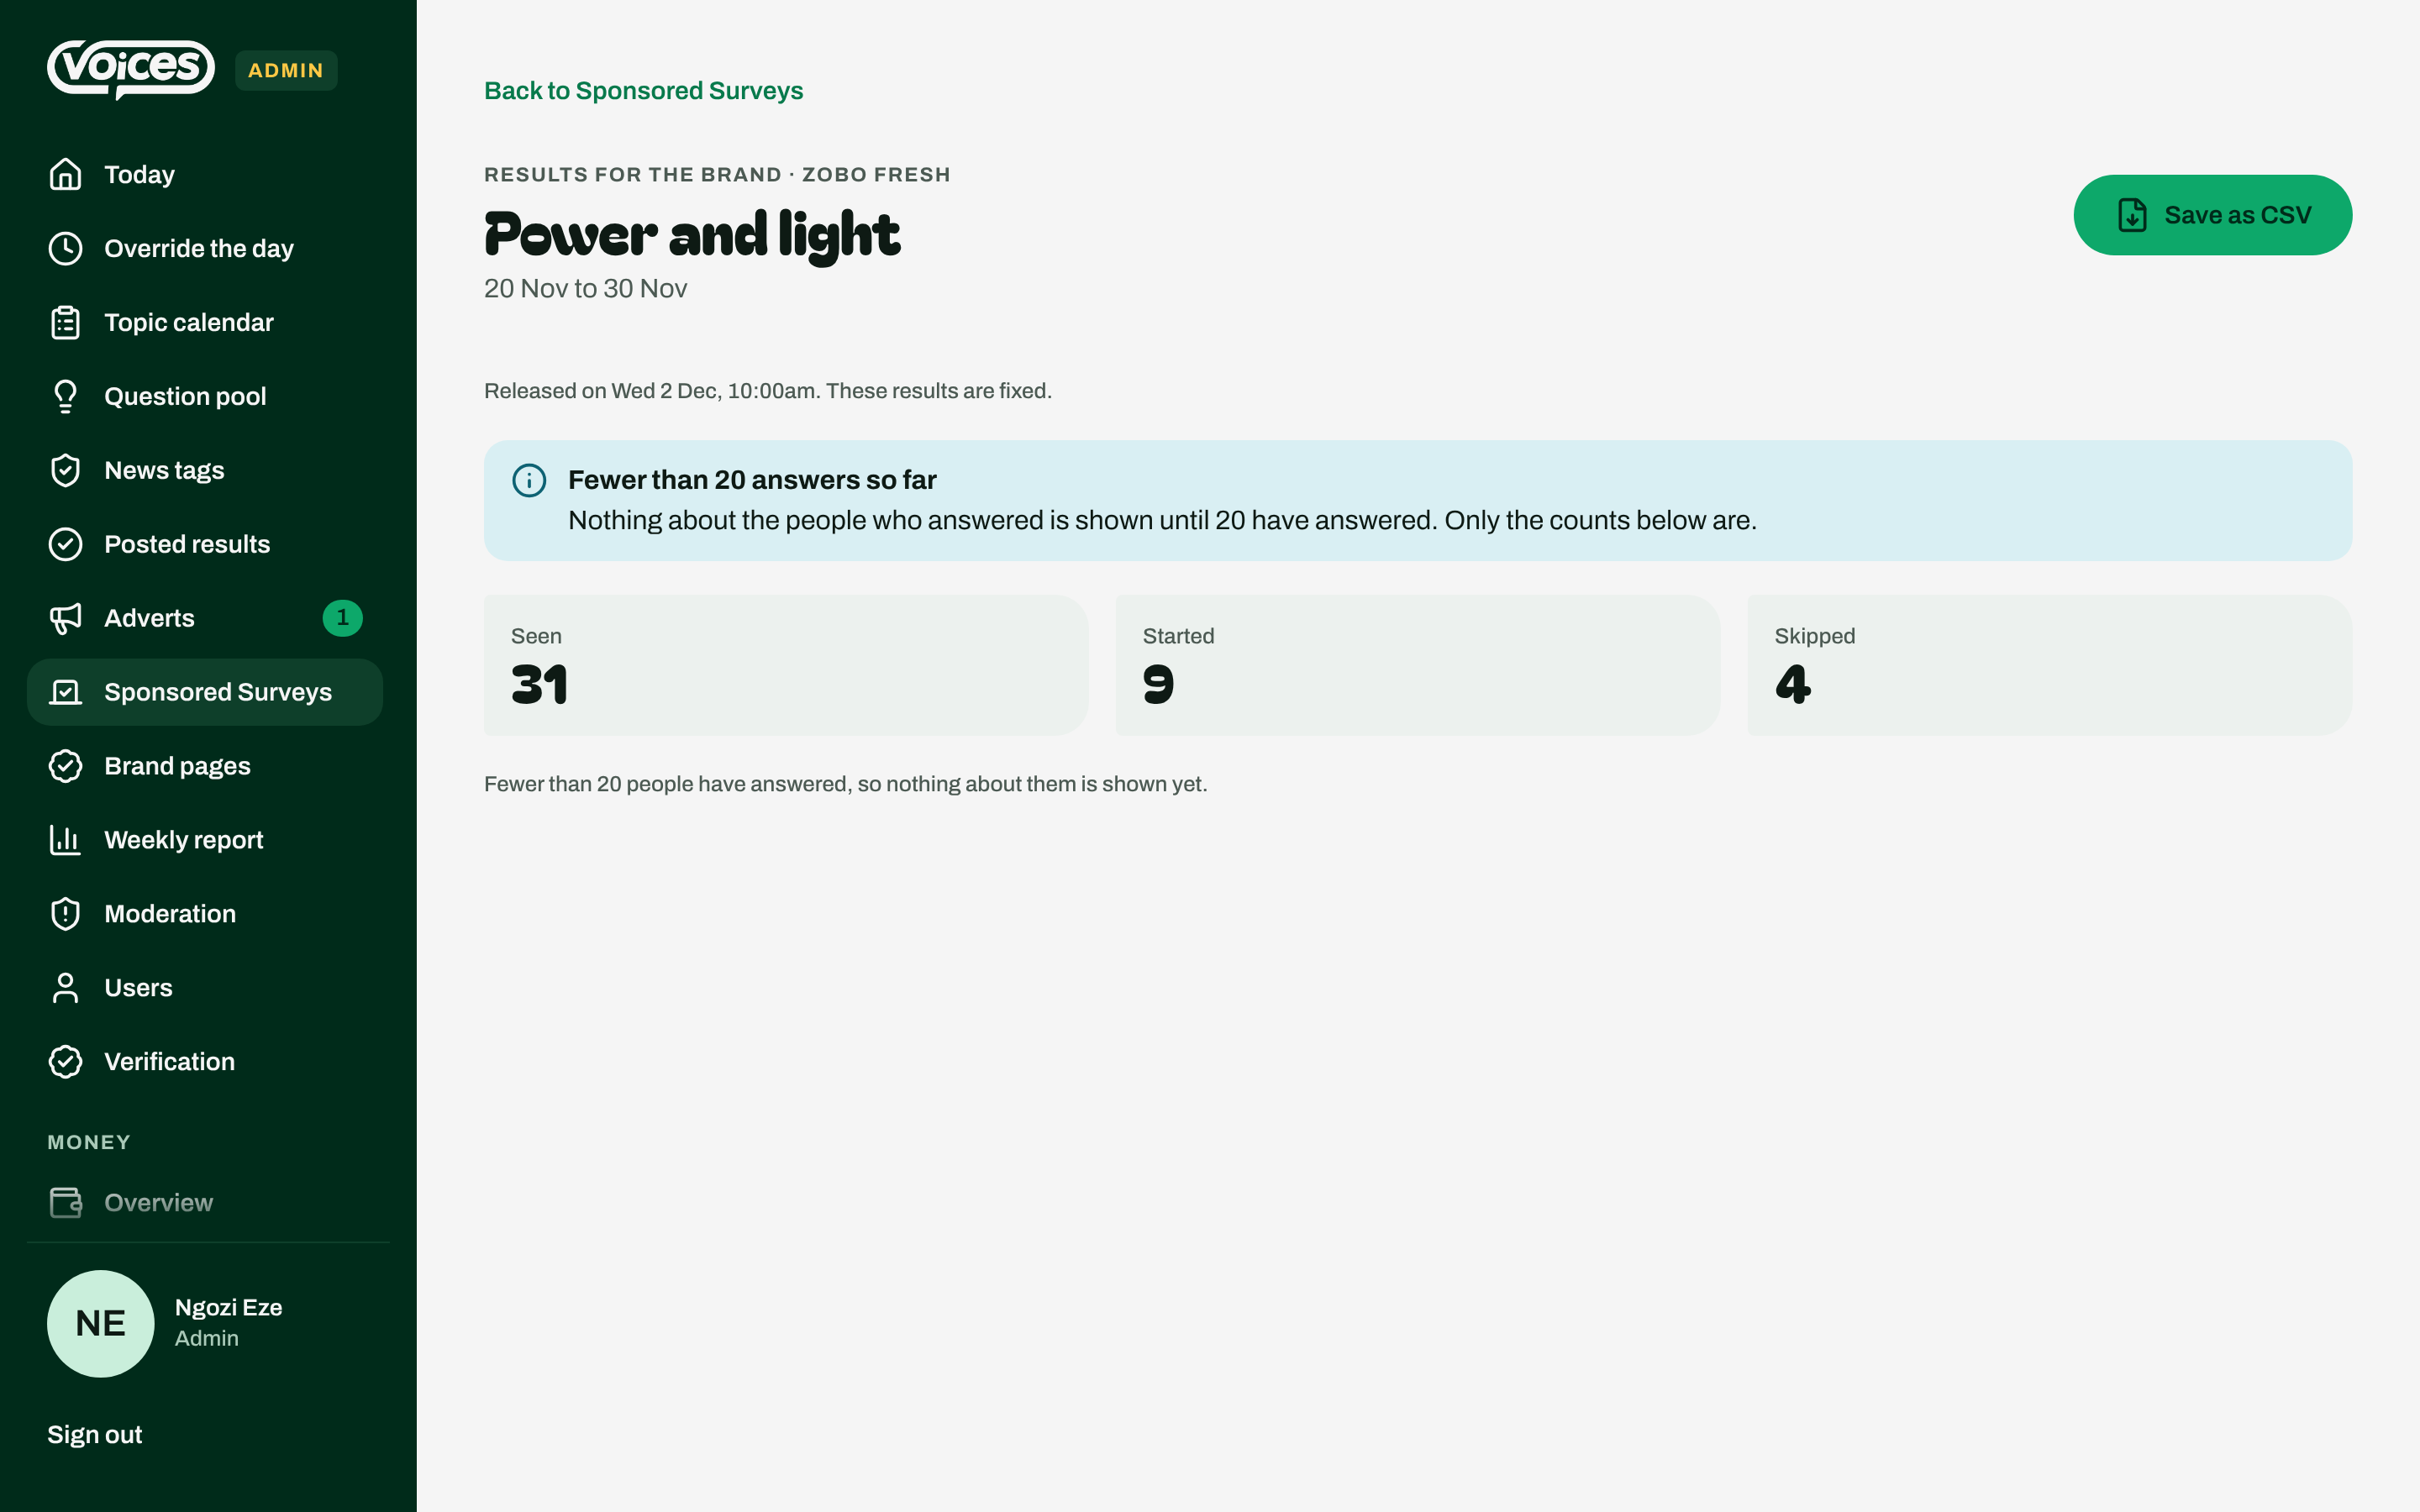 Voices
ADMIN
Today
Override the day
Topic calendar
Question pool
News tags
Posted results
Adverts
1
Sponsored Surveys
Brand pages
Weekly report
Moderation
Users
Verification
MONEY
Overview
NE
Ngozi Eze
Admin
Sign out
Back to Sponsored Surveys
RESULTS FOR THE BRAND · ZOBO FRESH
Power and light
20 Nov to 30 Nov
Save as CSV
Released on Wed 2 Dec, 10:00am. These results are fixed.
Fewer than 20 answers so far
Nothing about the people who answered is shown until 20 have answered. Only the counts below are.
Seen
31
Started
9
Skipped
4
Fewer than 20 people have answered, so nothing about them is shown yet.